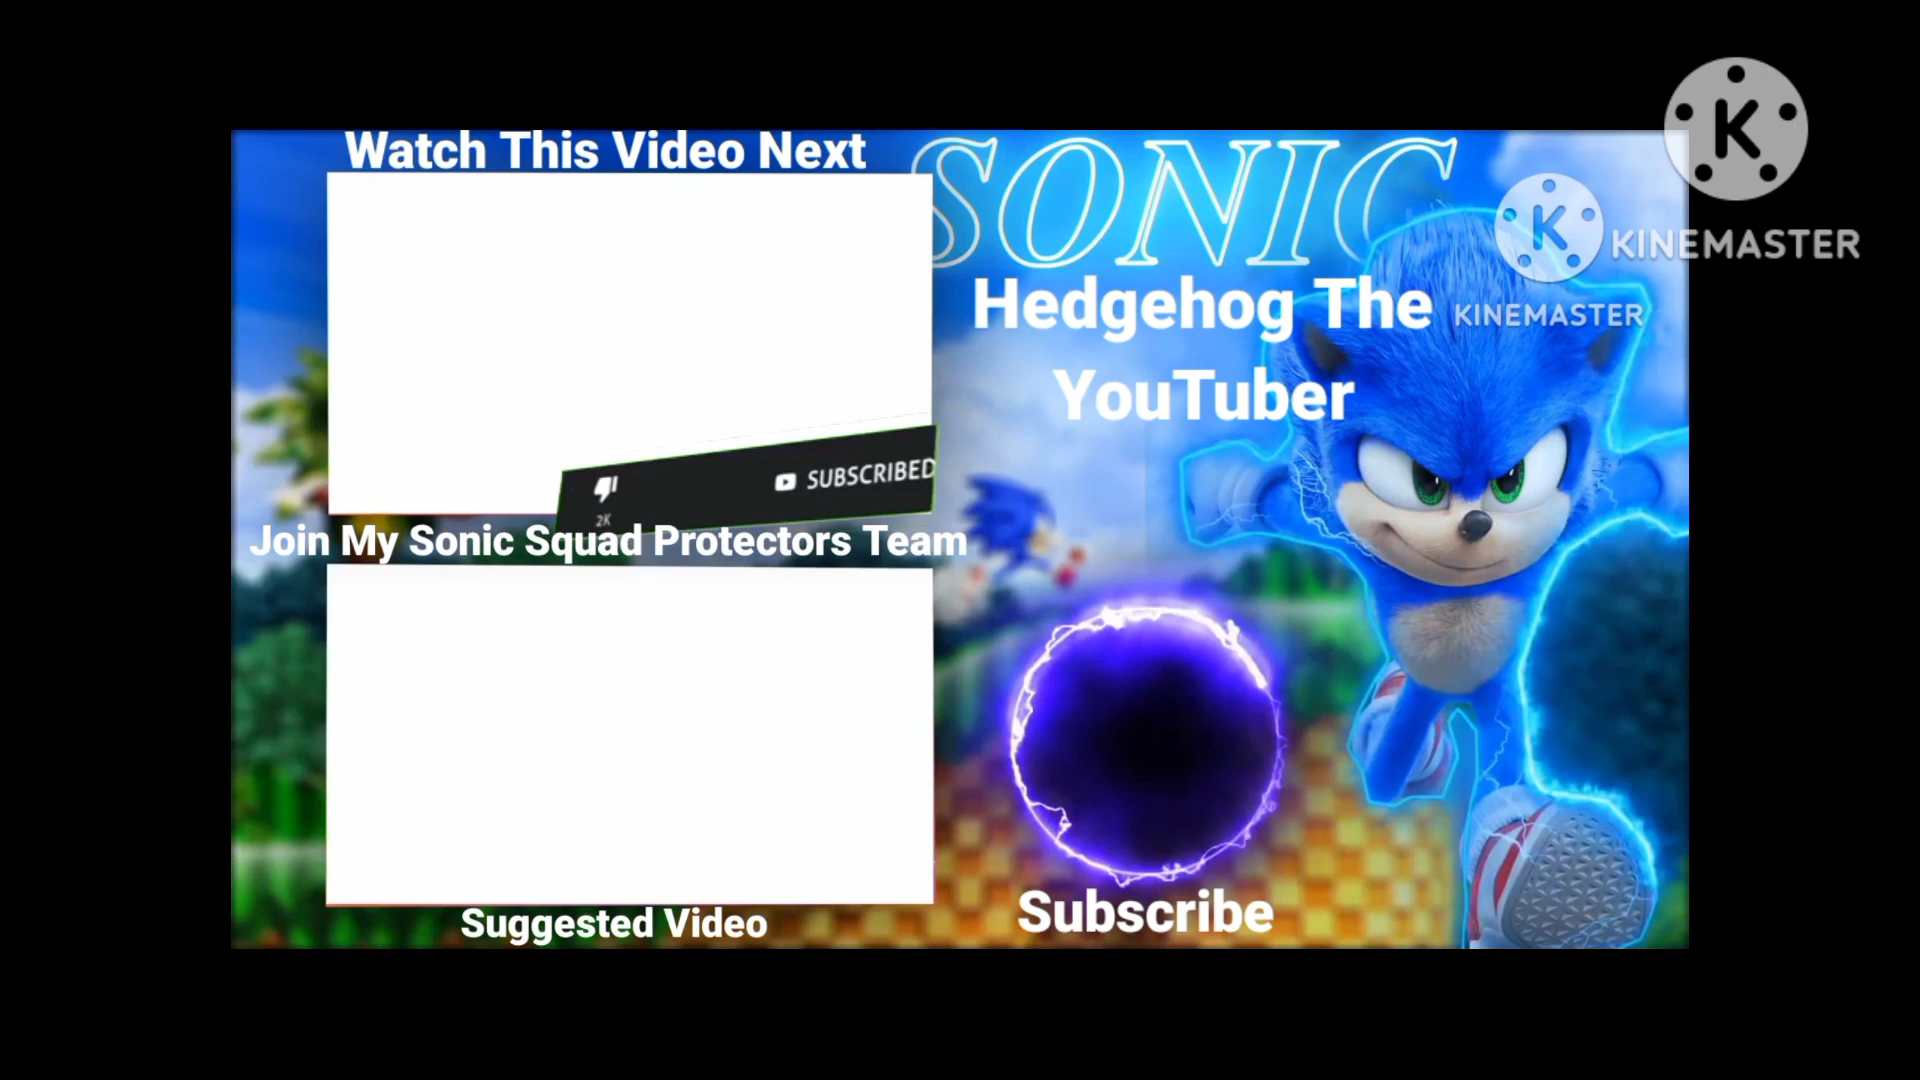 Watch This Video Next
SONIC
K
K
KINEMASTER
Hedgehog The
KINEMASTER
YouTuber
SUBSCRIBED
2K
Join My Sonic Squad Protectors Team
Subscribe
Suggested Video